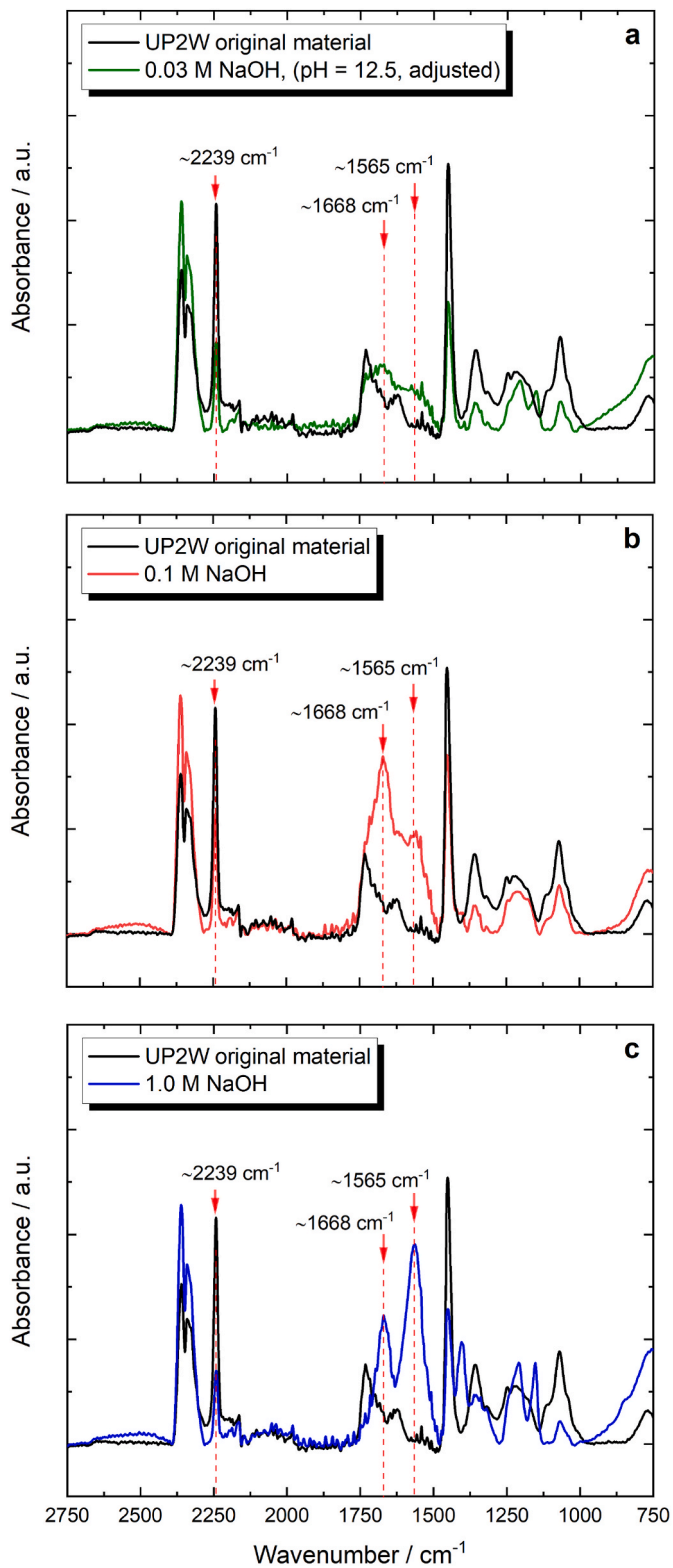 a
UP2W original material
0.03 M NaOH, (pH = 12.5, adjusted)
~2239 cm⁻¹
~1565 cm⁻¹
~1668 cm⁻¹
Absorbance / a.u.
b
UP2W original material
0.1 M NaOH
~2239 cm⁻¹
~1565 cm⁻¹
~1668 cm⁻¹
Absorbance / a.u.
c
UP2W original material
1.0 M NaOH
~2239 cm⁻¹
~1565 cm⁻¹
~1668 cm⁻¹
Absorbance / a.u.
2750 2500 2250 2000 1750 1500 1250 1000 750
Wavenumber / cm⁻¹